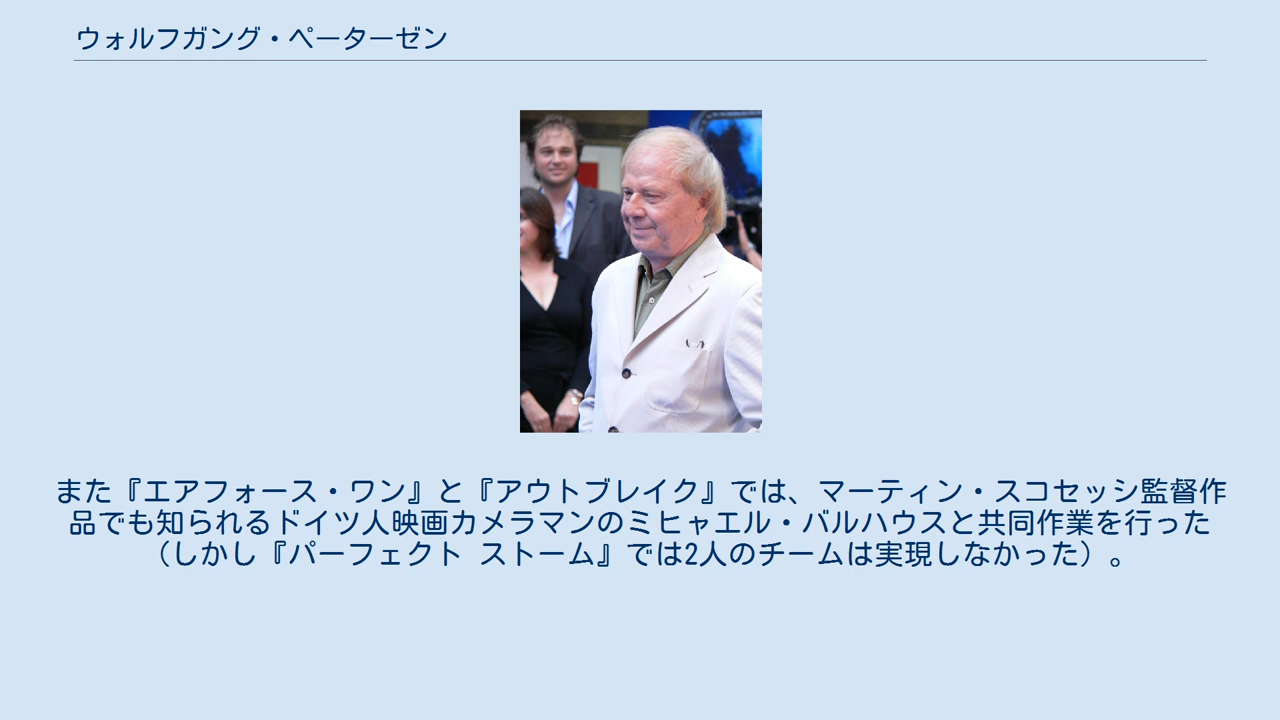 ウォルフガング・ペーターゼン
また『エアフォース・ワン』と『アウトブレイク』では、マーティン・スコセッシ監督作
品でも知られるドイツ人映画カメラマンのミヒャエル・バルハウスと共同作業を行った
（しかし『パーフェクト ストーム』では2人のチームは実現しなかった）。